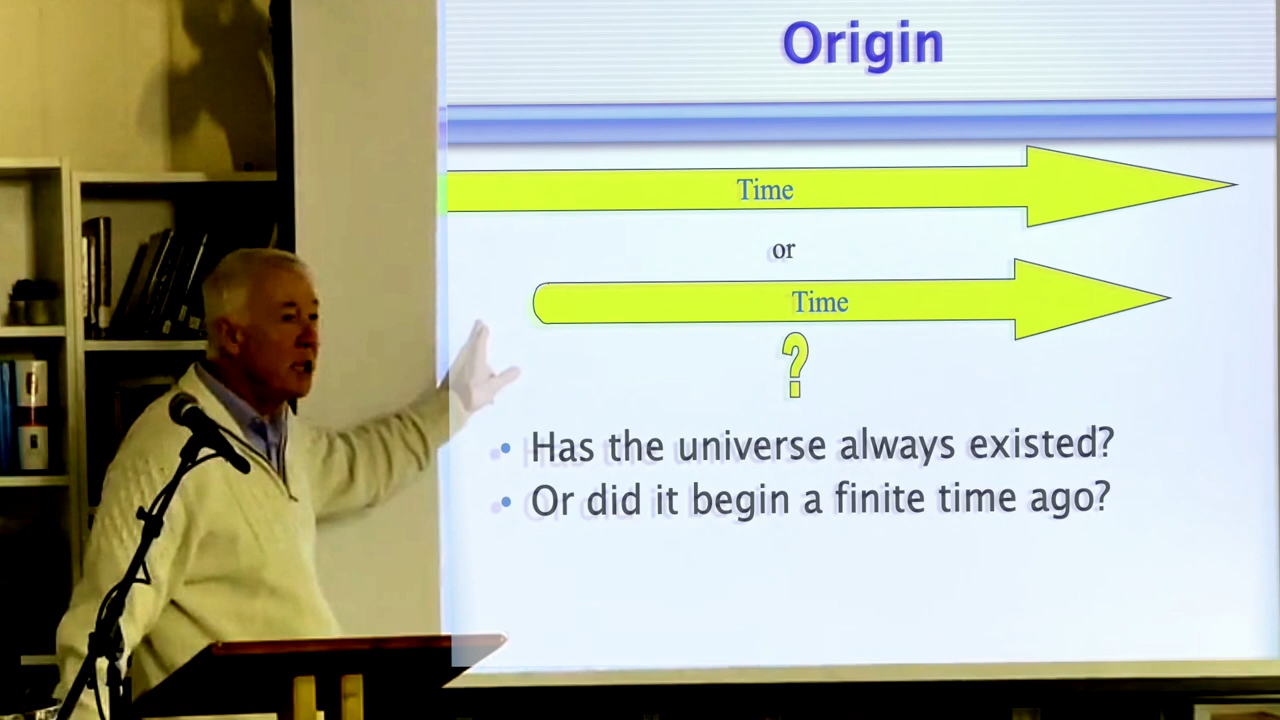 Origin
Time
or
Time
?
• Has the universe always existed?
• Or did it begin a finite time ago?